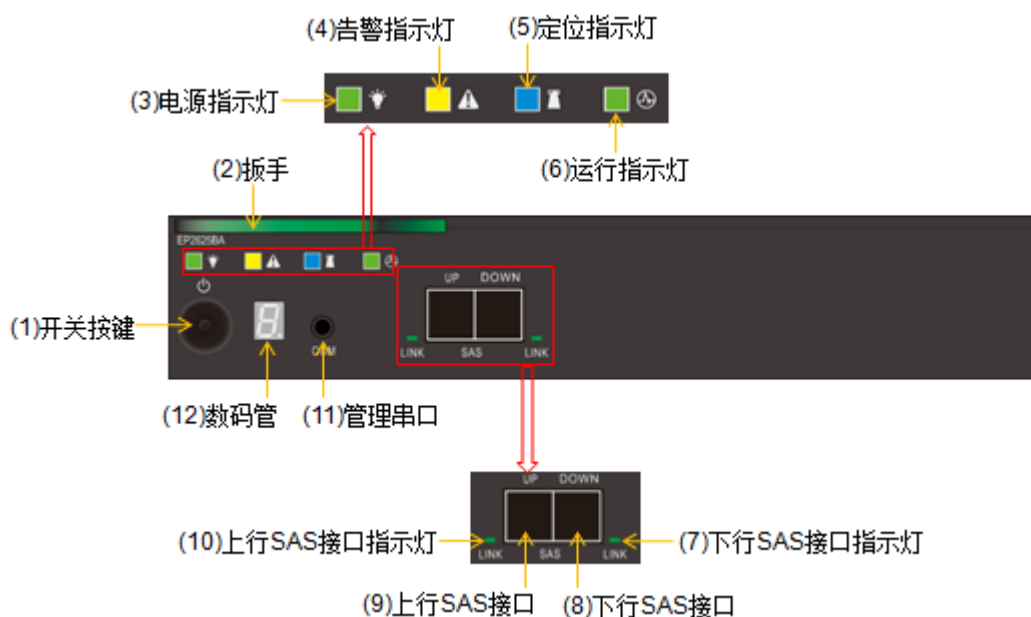 (4)告警指示灯
(5)定位指示灯
(3)电源指示灯
(6)运行指示灯
(2)扳手
EP2625BA
UP DOWN
(1)开关按键
LINK SAS LINK
COM
(12)数码管
(11)管理串口
UP DOWN
(10)上行SAS接口指示灯
(7)下行SAS接口指示灯
LINK SAS LINK
(9)上行SAS接口
(8)下行SAS接口